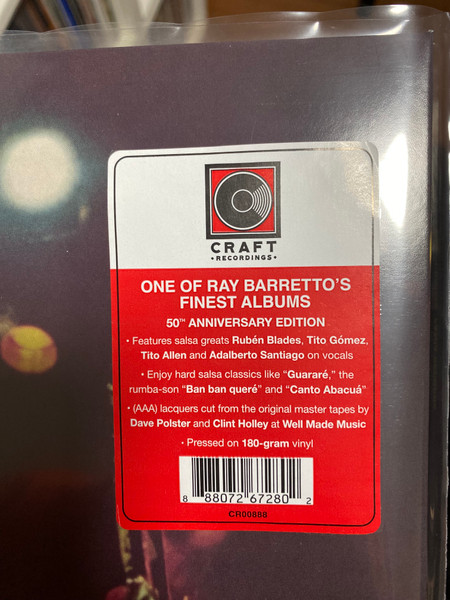 CRAFT
• RECORDINGS •
ONE OF RAY BARRETTO'S
FINEST ALBUMS
50TH ANNIVERSARY EDITION
• Features salsa greats Rubén Blades, Tito Gómez,
Tito Allen and Adalberto Santiago on vocals
• Enjoy hard salsa classics like “Guararé,” the
rumba-son “Ban ban queré” and “Canto Abacuá”
• (AAA) lacquers cut from the original master tapes by
Dave Polster and Clint Holley at Well Made Music
• Pressed on 180-gram vinyl
8 88072 67280 2
CR00888